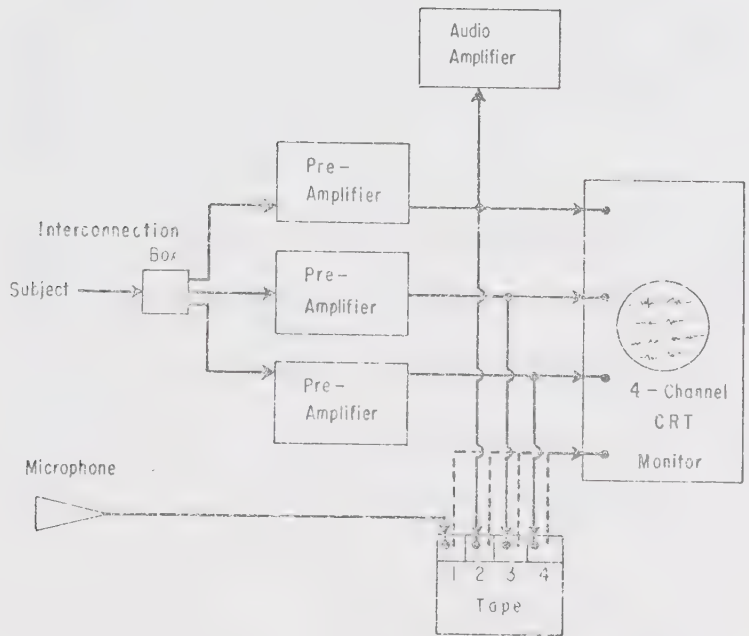 Audio
Amplifier
Pre-
Amplifier
Interconnection
Box
Subject
Pre-
Amplifier
Pre-
Amplifier
4-Channel
CRT
Monitor
Microphone
1 2 3 4
Tape